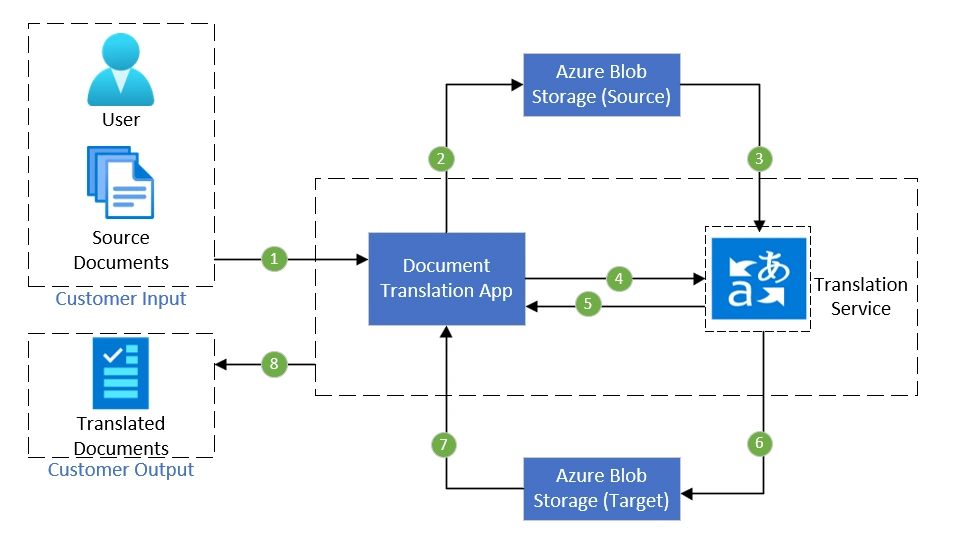 User
Source
Documents
Customer Input
Translated
Documents
Customer Output
1
8
2
Azure Blob
Storage (Source)
3
Document
Translation App
4
5
あ
a
Translation
Service
7
6
Azure Blob
Storage (Target)